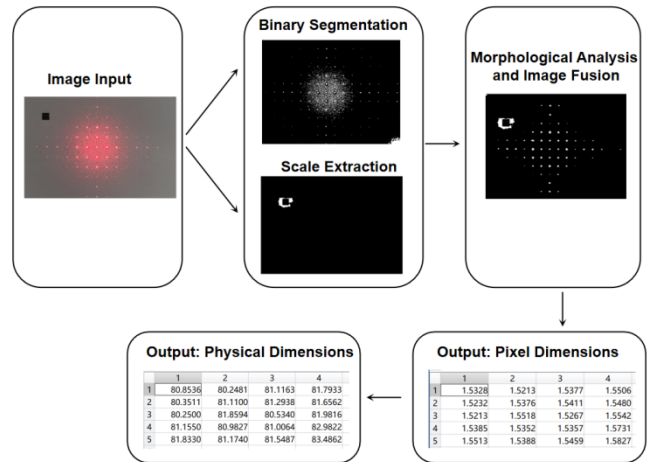 Image Input
Binary Segmentation
Scale Extraction
Morphological Analysis
and Image Fusion
Output: Physical Dimensions
1 2 3 4
1 80.8536 80.2481 81.1163 81.7933
2 80.3511 81.1100 81.2938 81.6562
3 80.2500 81.8594 80.5340 81.9816
4 81.1550 80.9827 81.0064 82.9822
5 81.8330 81.1740 81.5487 83.4862
Output: Pixel Dimensions
1 2 3 4
1 1.5328 1.5213 1.5377 1.5506
2 1.5232 1.5376 1.5411 1.5480
3 1.5213 1.5518 1.5267 1.5542
4 1.5385 1.5352 1.5357 1.5731
5 1.5513 1.5388 1.5459 1.5827